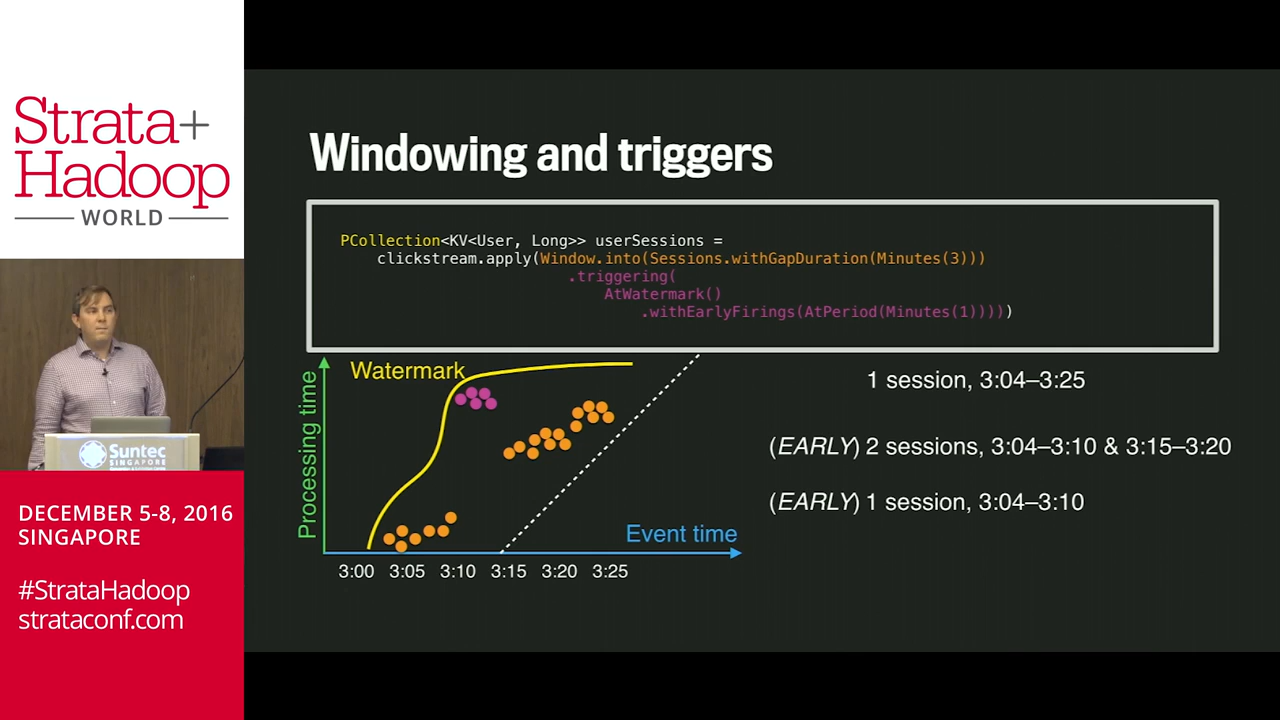 Strata+
Hadoop
WORLD
Suntec
SINGAPORE
DECEMBER 5-8, 2016
SINGAPORE
#StrataHadoop
strataconf.com
Windowing and triggers
PCollection<KV<User, Long>> userSessions =
clickstream.apply(Window.into(Sessions.withGapDuration(Minutes(3)))
.triggering(
AtWatermark()
.withEarlyFirings(AtPeriod(Minutes(1)))))
Watermark
Processing time
Event time
3:00 3:05 3:10 3:15 3:20 3:25
1 session, 3:04–3:25
(EARLY) 2 sessions, 3:04–3:10 & 3:15–3:20
(EARLY) 1 session, 3:04–3:10